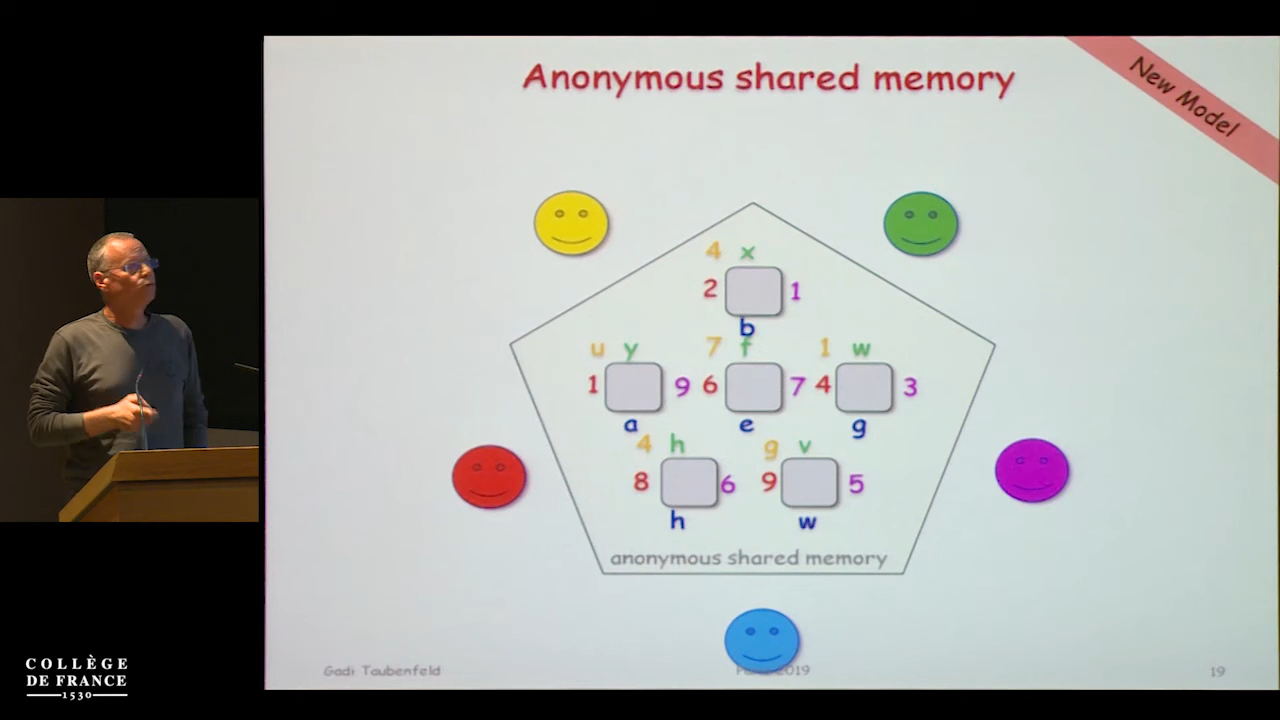 Anonymous shared memory
New Model
4 x
2 1
b
u y 7 f 1 w
1 9 6 7 4 3
a e g
4 h g v
8 6 9 5
h w
anonymous shared memory
Gadi Taubenfeld 2019 19
COLLÈGE
DE FRANCE
1530